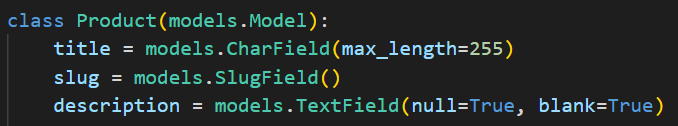 class Product(models.Model):
    title = models.CharField(max_length=255)
    slug = models.SlugField()
    description = models.TextField(null=True, blank=True)